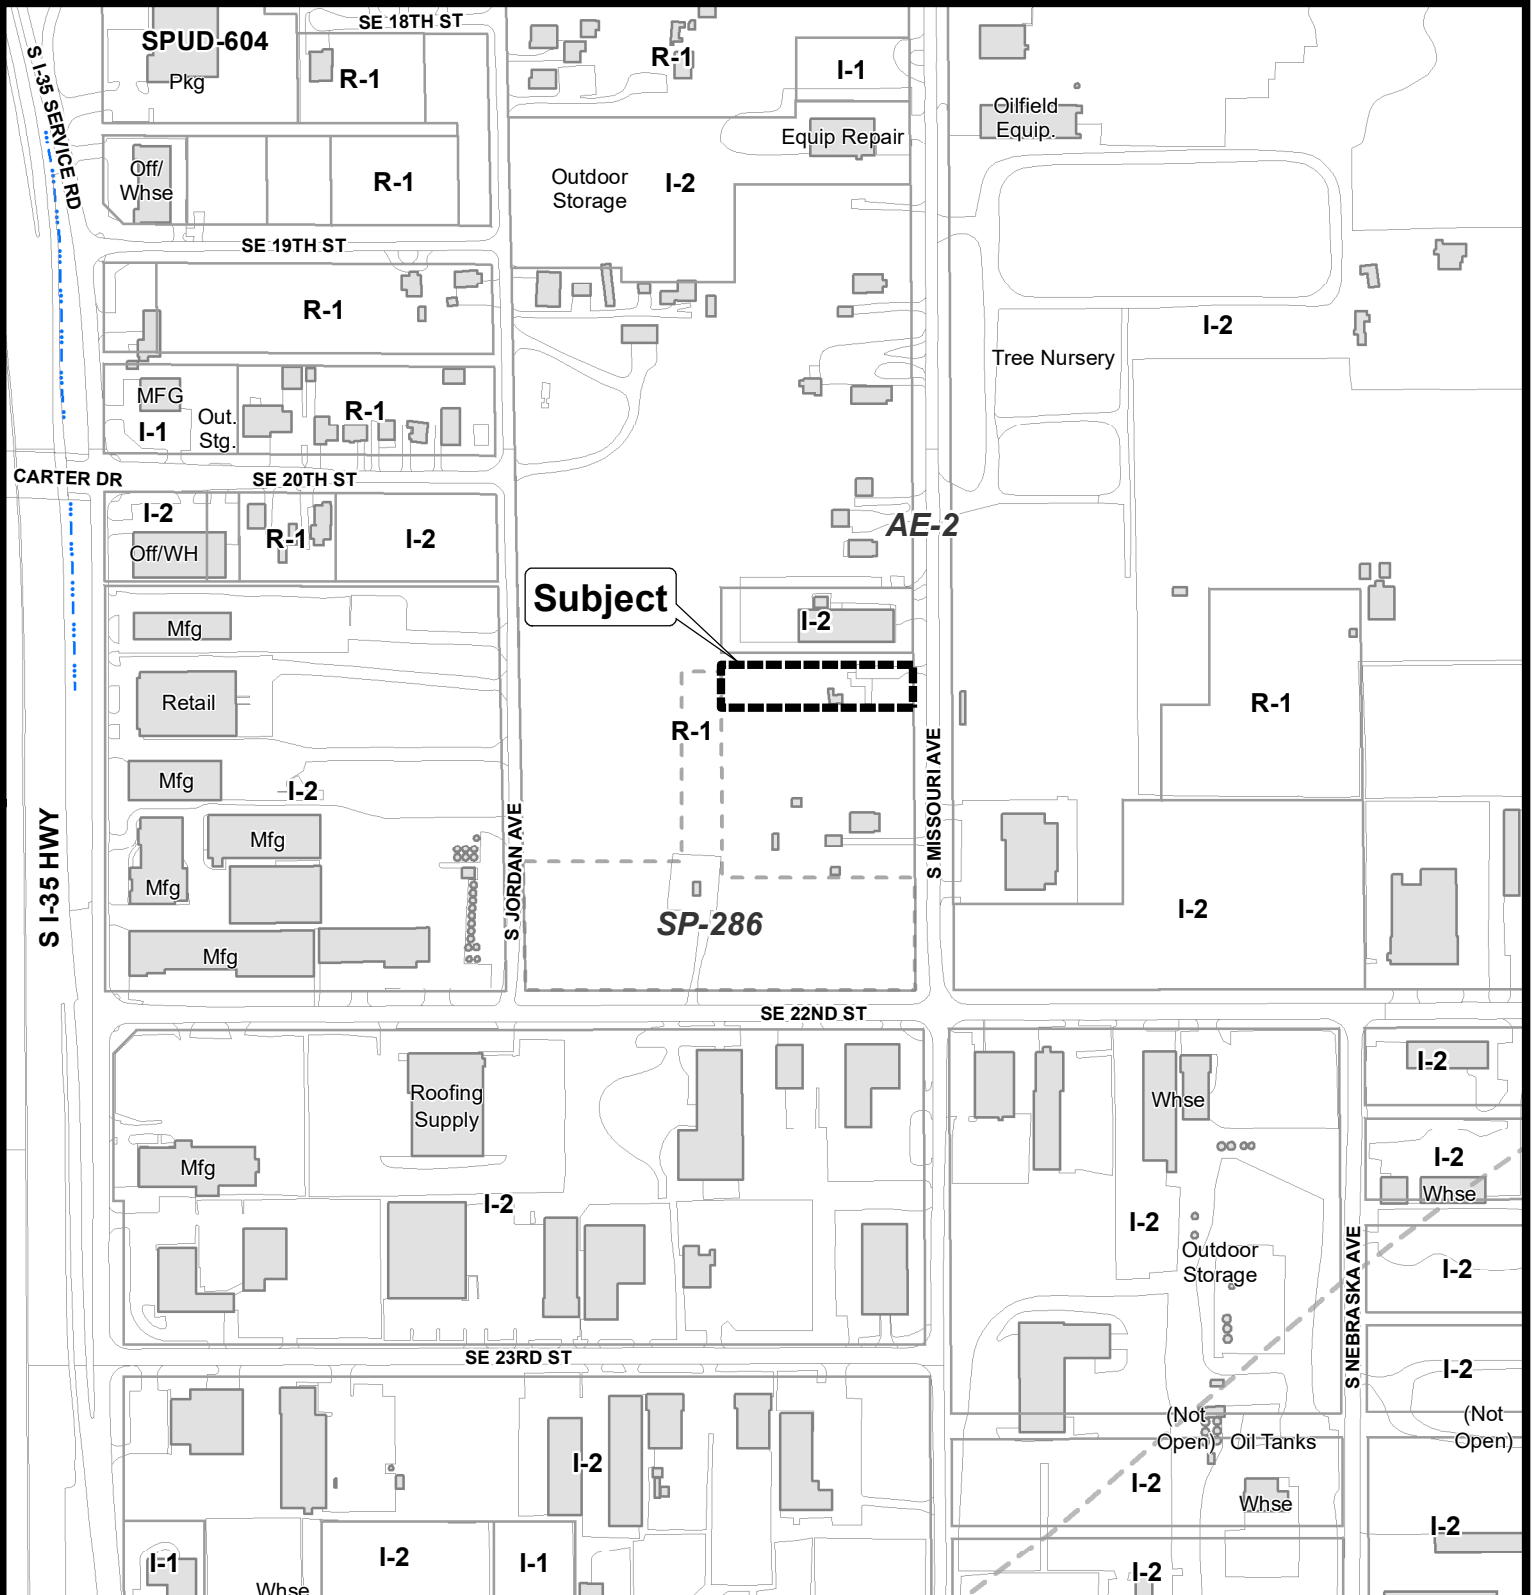 SE 18TH ST
SPUD-604
Pkg
R-1
R-1
I-1
S I-35 SERVICE RD
Oilfield
Equip.
Equip Repair
Off/
Whse
R-1
Outdoor
Storage
I-2
SE 19TH ST
R-1
I-2
Tree Nursery
MFG
I-1
Out.
Stg.
R-1
CARTER DR
SE 20TH ST
I-2
Off/WH
R-1
I-2
AE-2
Subject
I-2
Mfg
Retail
R-1
R-1
Mfg
I-2
Mfg
Mfg
Mfg
S I-35 HWY
S JORDAN AVE
S MISSOURI AVE
SP-286
I-2
SE 22ND ST
Roofing
Supply
Mfg
I-2
Whse
I-2
I-2
Whse
I-2
Outdoor
Storage
I-2
S NEBRASKA AVE
SE 23RD ST
I-2
(Not
Open)
Oil Tanks
(Not
Open)
I-2
I-2
Whse
I-2
I-1
Whse
I-2
I-1
I-2